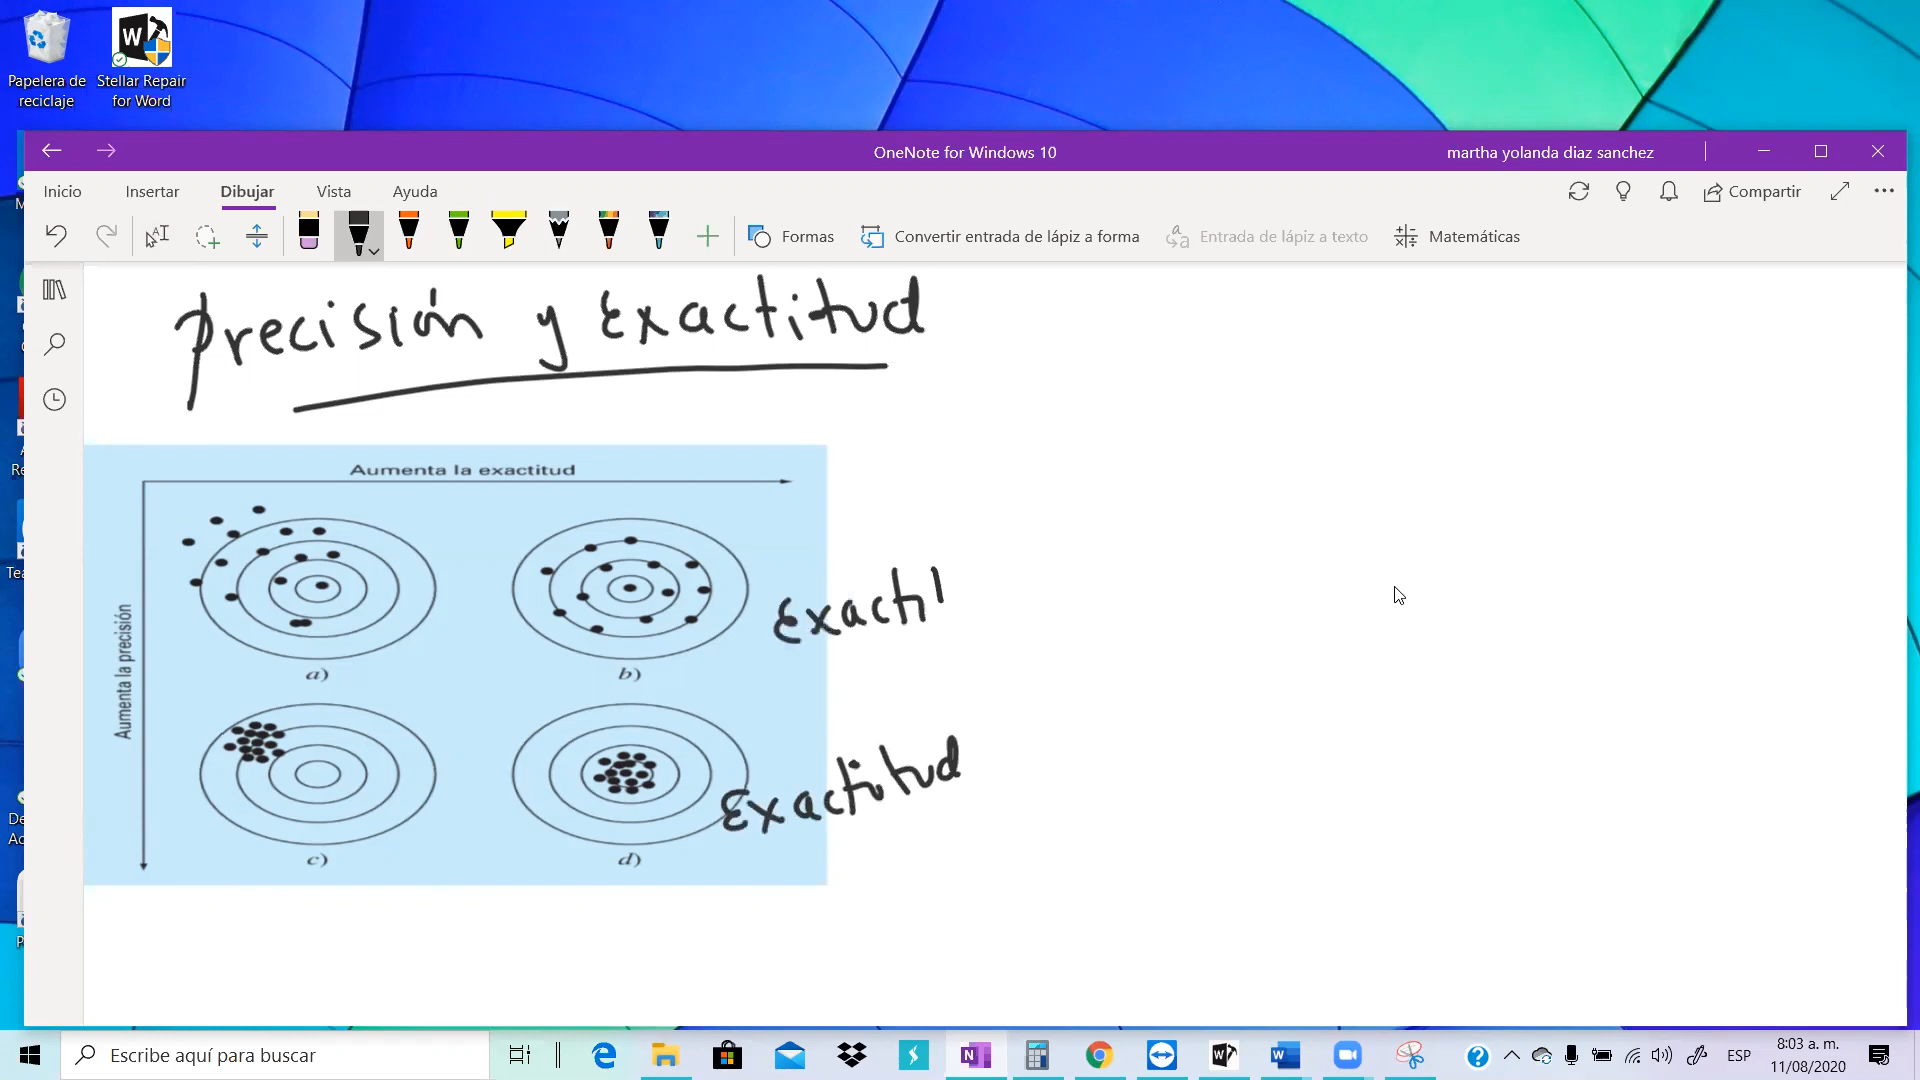 Papelera de reciclaje
Stellar Repair for Word
OneNote for Windows 10
martha yolanda diaz sanchez
Inicio
Insertar
Dibujar
Vista
Ayuda
Compartir
Formas
Convertir entrada de lápiz a forma
Entrada de lápiz a texto
Matemáticas
precisión y Exactitud
Aumenta la exactitud
Aumenta la precisión
a)
b)
Exacti
c)
d)
Exactitud
Escribe aquí para buscar
ESP
8:03 a. m.
11/08/2020